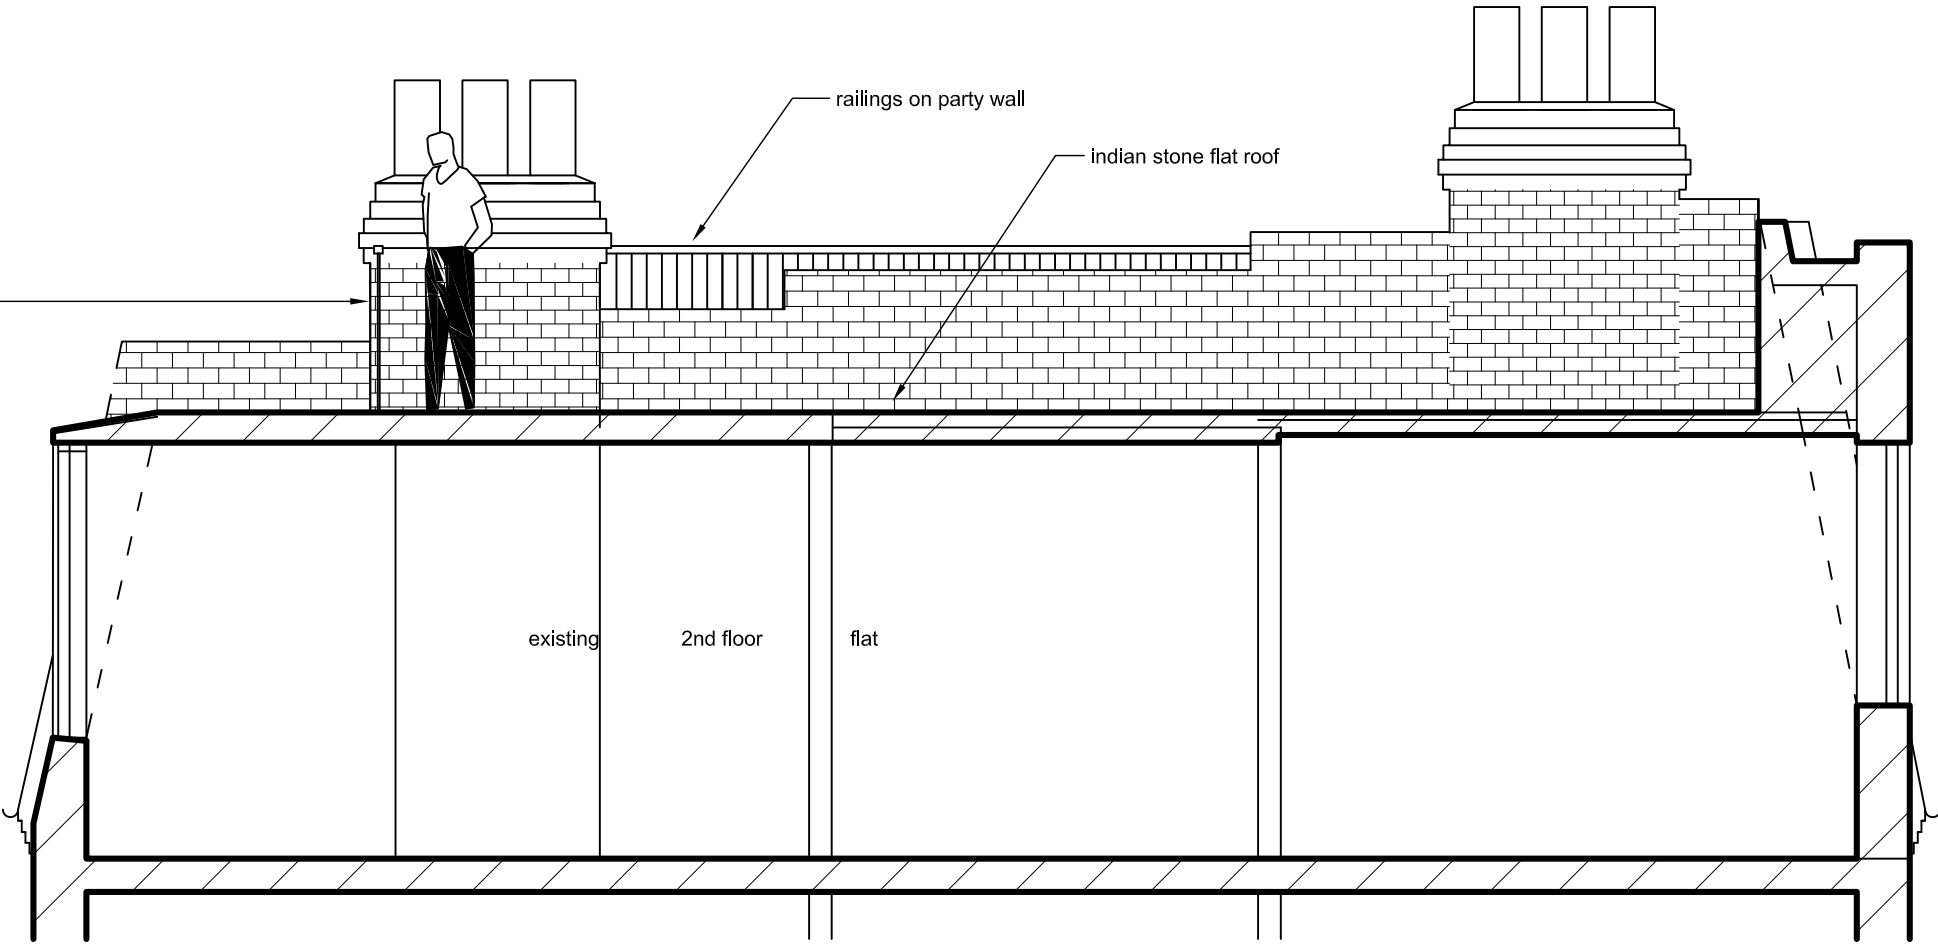 railings on party wall
indian stone flat roof
existing 2nd floor flat